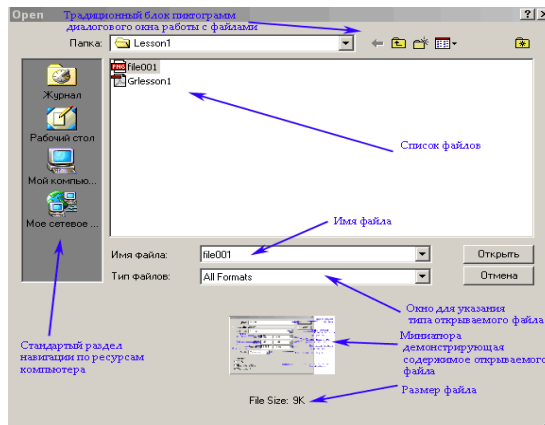 Open
Традиционный блок пиктограмм
диалогового окна работы с файлами
Папка:
Lesson1
file001
Grlesson1
Журнал
Рабочий стол
Мой компью...
Мое сетевое ...
Список файлов
Имя файла
Имя файла:
file001
Открыть
Тип файлов:
All Formats
Отмена
Окно для указания
типа открываемого файла
Стандартый раздел
навигации по ресурсам
компьютера
Миниатюра
демонстрирующая
содержимое открываемого
файла
Размер файла
File Size: 9K